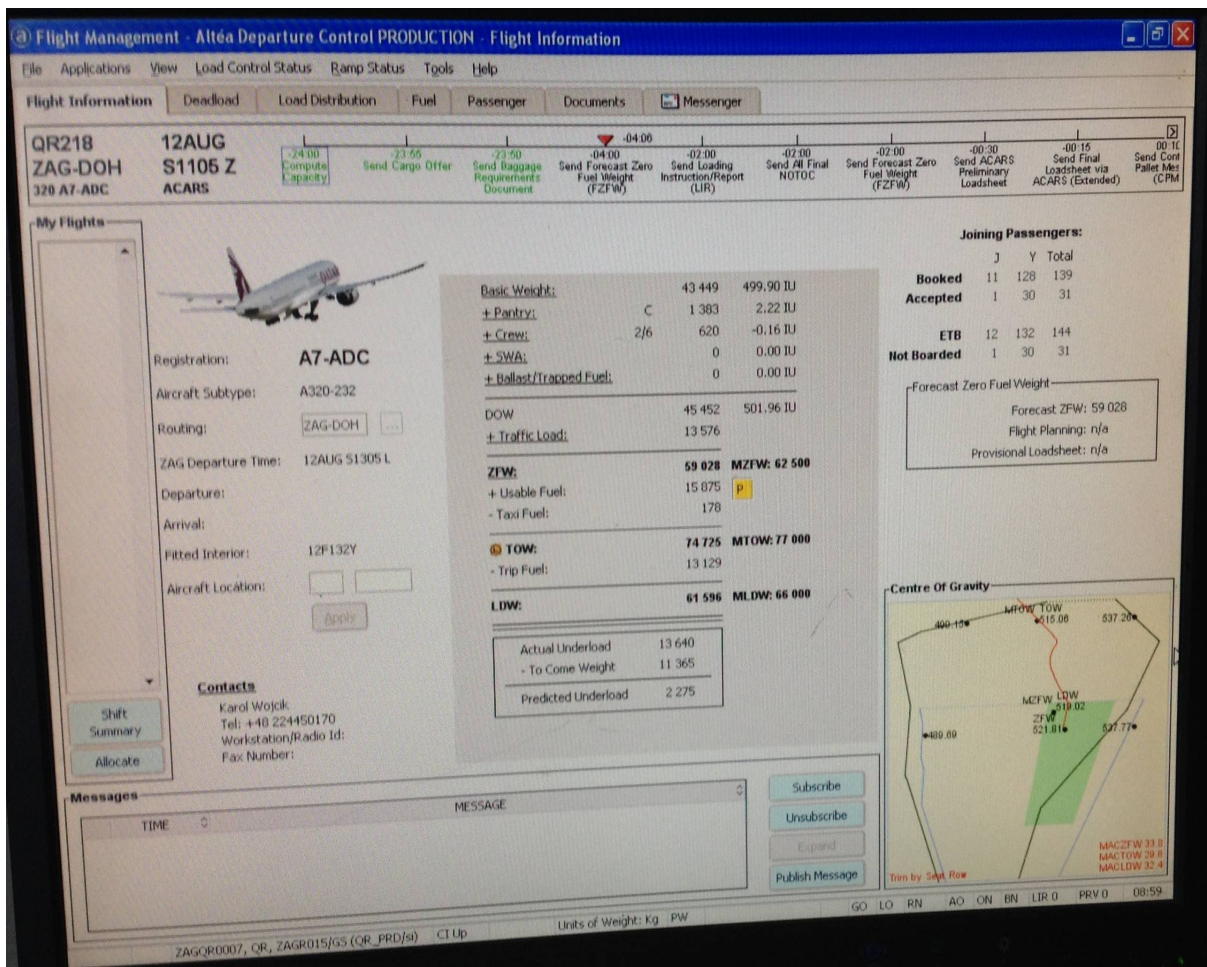 Flight Management - Altéa Departure Control PRODUCTION - Flight Information
File Applications View Load Control Status Ramp Status Tools Help
Flight Information Deadload Load Distribution Fuel Passenger Documents Messenger
QR218 12AUG
ZAG-DOH S1105 Z
320 A7-ADC ACARS
-04:06
-24:00 Compute Capacity
-23:55 Send Cargo Offer
-23:50 Send Baggage Requirements Document
-04:00 Send Forecast Zero Fuel Weight (FZFW)
-02:00 Send Loading Instruction/Report (LIR)
-02:00 Send All Final NOTOC
-02:00 Send Forecast Zero Fuel Weight (FZFW)
-00:30 Send ACARS Preliminary Loadsheet
-00:15 Send Final Loadsheet via ACARS (Extended)
00:10 Send Cont Pallet Mes (CPM
My Flights
Shift Summary
Allocate
Registration: A7-ADC
Aircraft Subtype: A320-232
Routing: ZAG-DOH ...
ZAG Departure Time: 12AUG S1305 L
Departure:
Arrival:
Fitted Interior: 12F132Y
Aircraft Location:
Apply
Contacts
Karol Wojcik
Tel: +48 224450170
Workstation/Radio Id:
Fax Number:
Basic Weight: 43 449 499.90 IU
+ Pantry: C 1 383 2.22 IU
+ Crew: 2/6 620 -0.16 IU
+ SWA: 0 0.00 IU
+ Ballast/Trapped Fuel: 0 0.00 IU
DOW 45 452 501.96 IU
+ Traffic Load: 13 576
ZFW: 59 028 MZFW: 62 500
+ Usable Fuel: 15 875 P
- Taxi Fuel: 178
TOW: 74 725 MTOW: 77 000
- Trip Fuel: 13 129
LDW: 61 596 MLDW: 66 000
Actual Underload 13 640
- To Come Weight 11 365
Predicted Underload 2 275
Joining Passengers:
J Y Total
Booked 11 128 139
Accepted 1 30 31
ETB 12 132 144
Not Boarded 1 30 31
Forecast Zero Fuel Weight
Forecast ZFW: 59 028
Flight Planning: n/a
Provisional Loadsheet: n/a
Centre Of Gravity
MTOW TOW
515.06 537.26
MZFW LDW
519.02
ZFW
521.81 537.77
489.69
MACZFW 33.8
MACTOW 29.8
MACLDW 32.4
Trim by Seat Row
Messages
TIME MESSAGE
Subscribe
Unsubscribe
Expand
Publish Message
ZAGQR0007, QR, ZAGR015/GS (QR_PRD/si) CI Up Units of Weight: Kg PW GO LO RN AO ON BN LIR 0 PRV 0 08:59